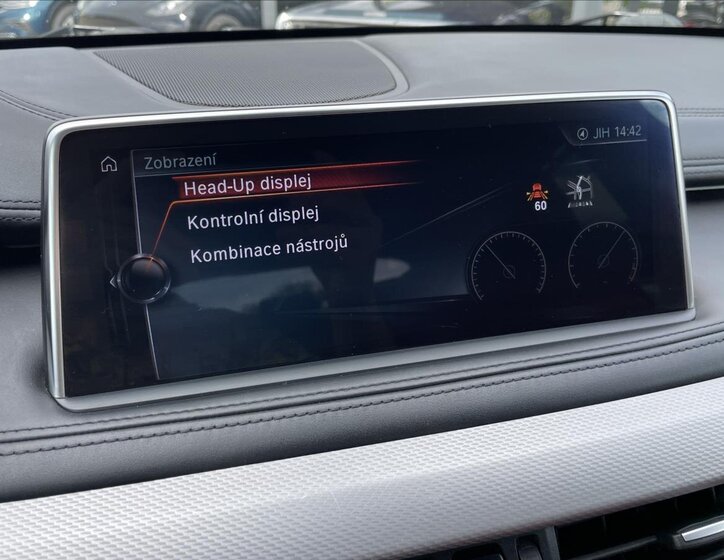 JIH 14:42
Zobrazení
Head-Up displej
Kontrolní displej
Kombinace nástrojů
60